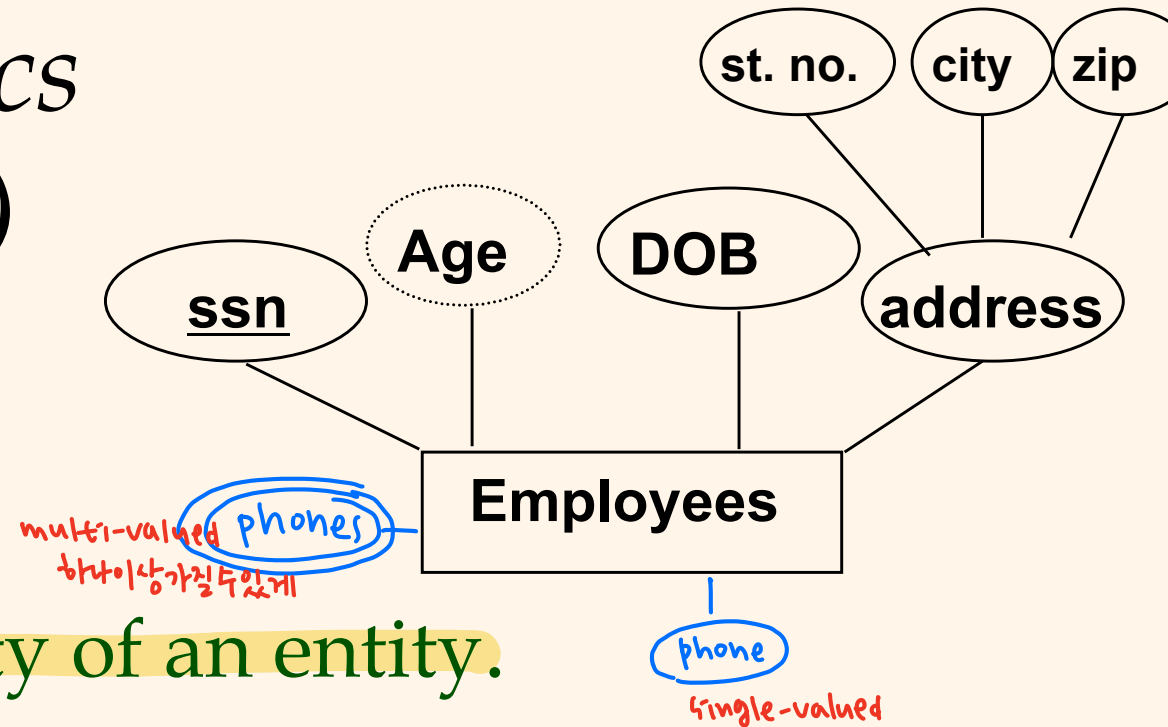 cs
)
st. no.
city
zip
Age
DOB
ssn
address
Employees
phones
multi-valued
하나이상가질수있게
ty of an entity.
phone
single-valued